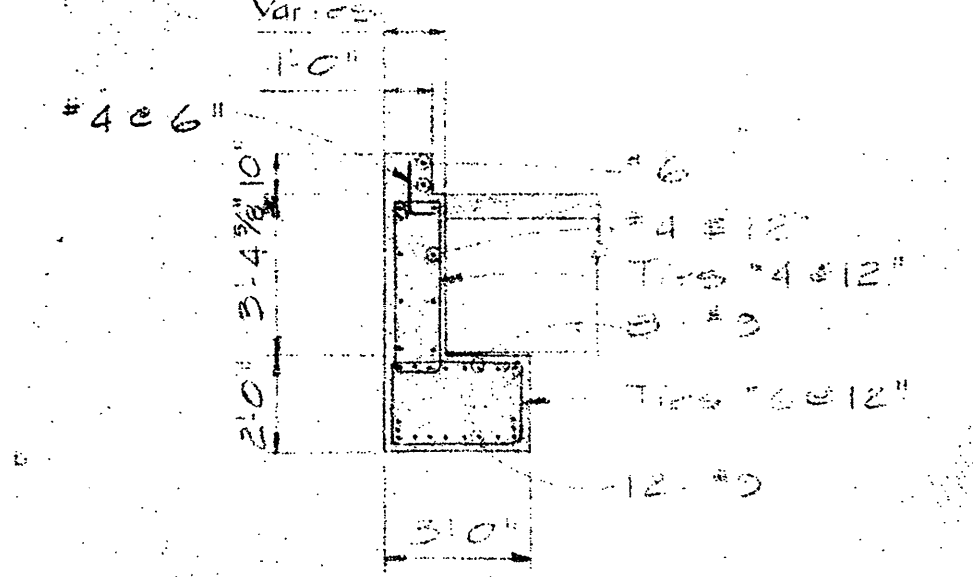 Varies
1'-0"
#4 @ 6"
#6
10"
#4 @ 12"
3'-4 5/8"
Ties #4 @ 12"
8 - #9
2'-0"
Ties #6 @ 12"
12 - #9
3'-0"